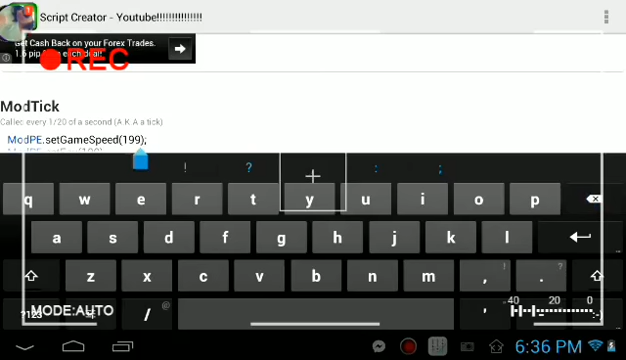 Script Creator - Youtube!!!!!!!!!!!!!!!!
Get Cash Back on your Forex Trades.
REC
ModTick
Called every 1/20 of a second (A.K.A a tick)
ModPE.setGameSpeed(199);
! ? + : ;
q w e r t y u i o p
a s d f g h j k l
z x c v b n m , ! . ?
?123 MODE:AUTO / @ ' :-)
-40 20 0
6:36 PM